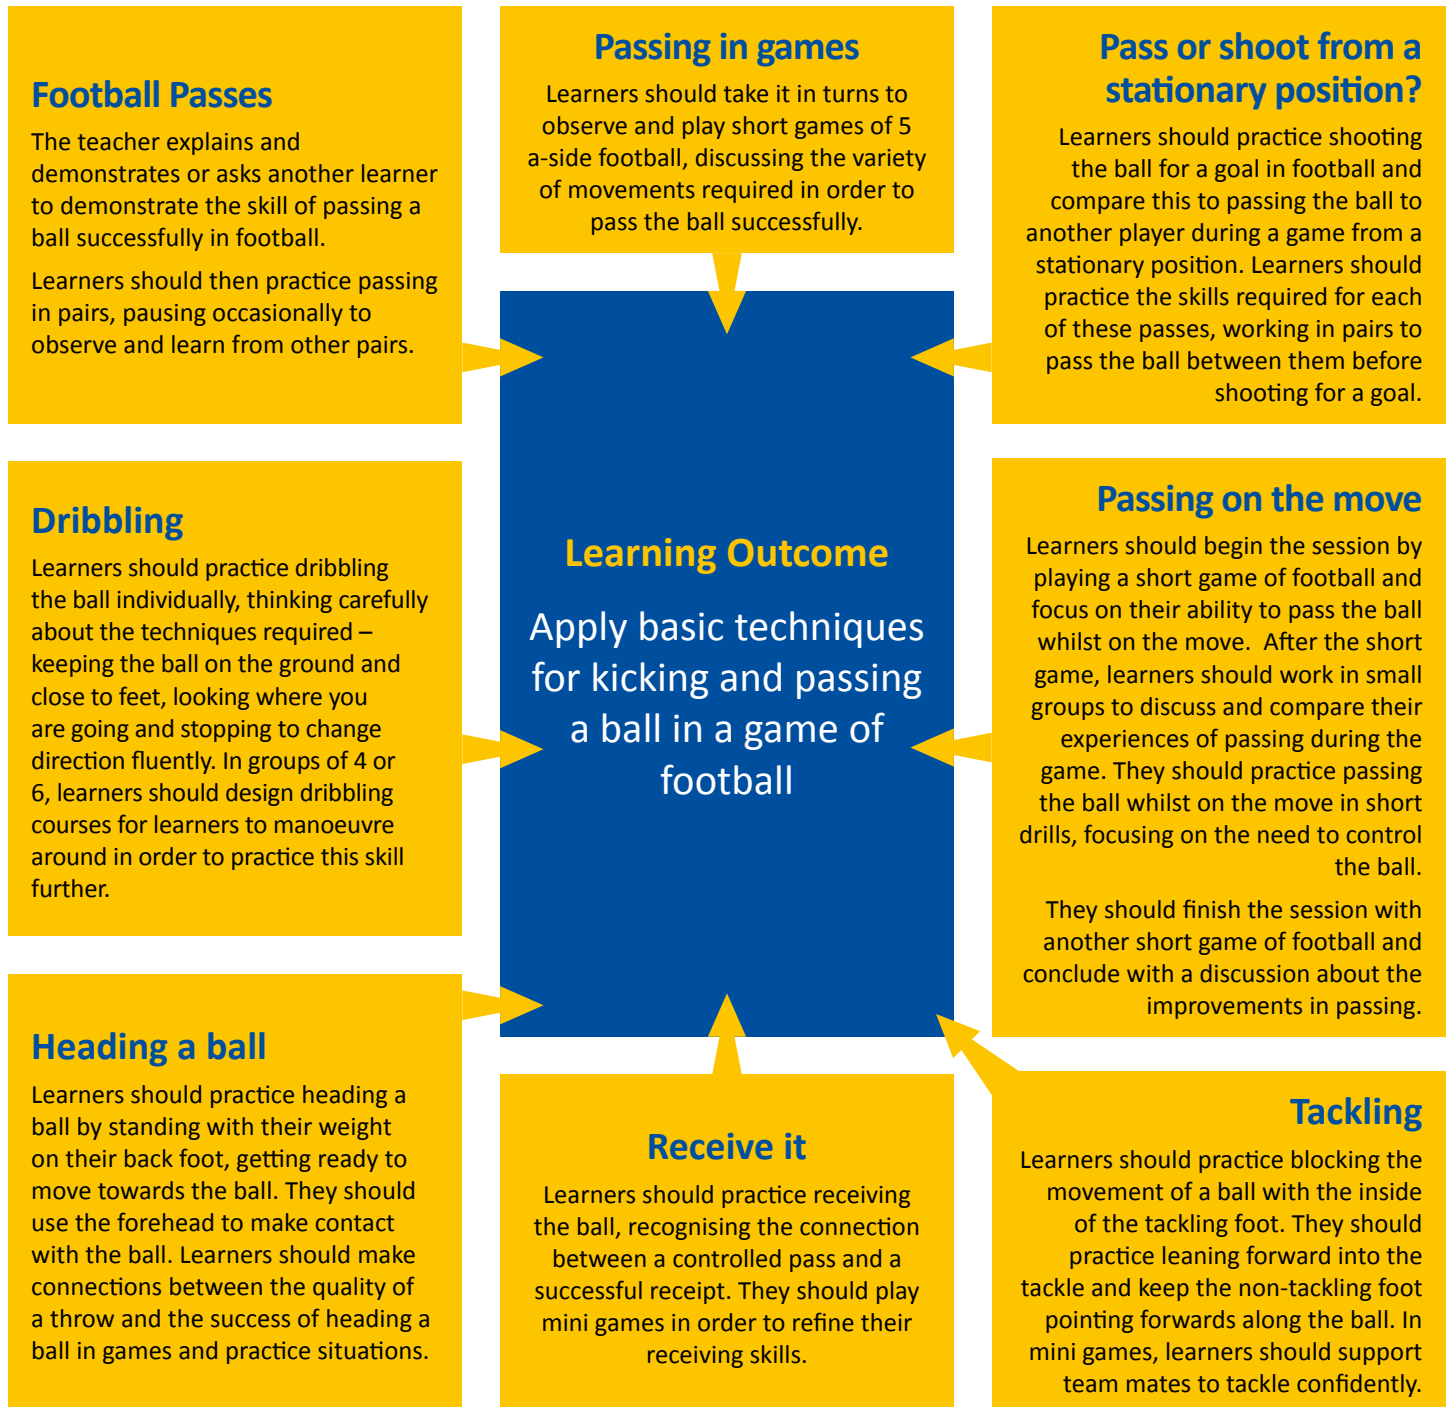 Football Passes
The teacher explains and
demonstrates or asks another learner
to demonstrate the skill of passing a
ball successfully in football.
Learners should then practice passing
in pairs, pausing occasionally to
observe and learn from other pairs.
Passing in games
Learners should take it in turns to
observe and play short games of 5
a-side football, discussing the variety
of movements required in order to
pass the ball successfully.
Pass or shoot from a
stationary position?
Learners should practice shooting
the ball for a goal in football and
compare this to passing the ball to
another player during a game from a
stationary position. Learners should
practice the skills required for each
of these passes, working in pairs to
pass the ball between them before
shooting for a goal.
Dribbling
Learners should practice dribbling
the ball individually, thinking carefully
about the techniques required –
keeping the ball on the ground and
close to feet, looking where you
are going and stopping to change
direction fluently. In groups of 4 or
6, learners should design dribbling
courses for learners to manoeuvre
around in order to practice this skill
further.
Learning Outcome
Apply basic techniques
for kicking and passing
a ball in a game of
football
Passing on the move
Learners should begin the session by
playing a short game of football and
focus on their ability to pass the ball
whilst on the move. After the short
game, learners should work in small
groups to discuss and compare their
experiences of passing during the
game. They should practice passing
the ball whilst on the move in short
drills, focusing on the need to control
the ball.
They should finish the session with
another short game of football and
conclude with a discussion about the
improvements in passing.
Heading a ball
Learners should practice heading a
ball by standing with their weight
on their back foot, getting ready to
move towards the ball. They should
use the forehead to make contact
with the ball. Learners should make
connections between the quality of
a throw and the success of heading a
ball in games and practice situations.
Receive it
Learners should practice receiving
the ball, recognising the connection
between a controlled pass and a
successful receipt. They should play
mini games in order to refine their
receiving skills.
Tackling
Learners should practice blocking the
movement of a ball with the inside
of the tackling foot. They should
practice leaning forward into the
tackle and keep the non-tackling foot
pointing forwards along the ball. In
mini games, learners should support
team mates to tackle confidently.